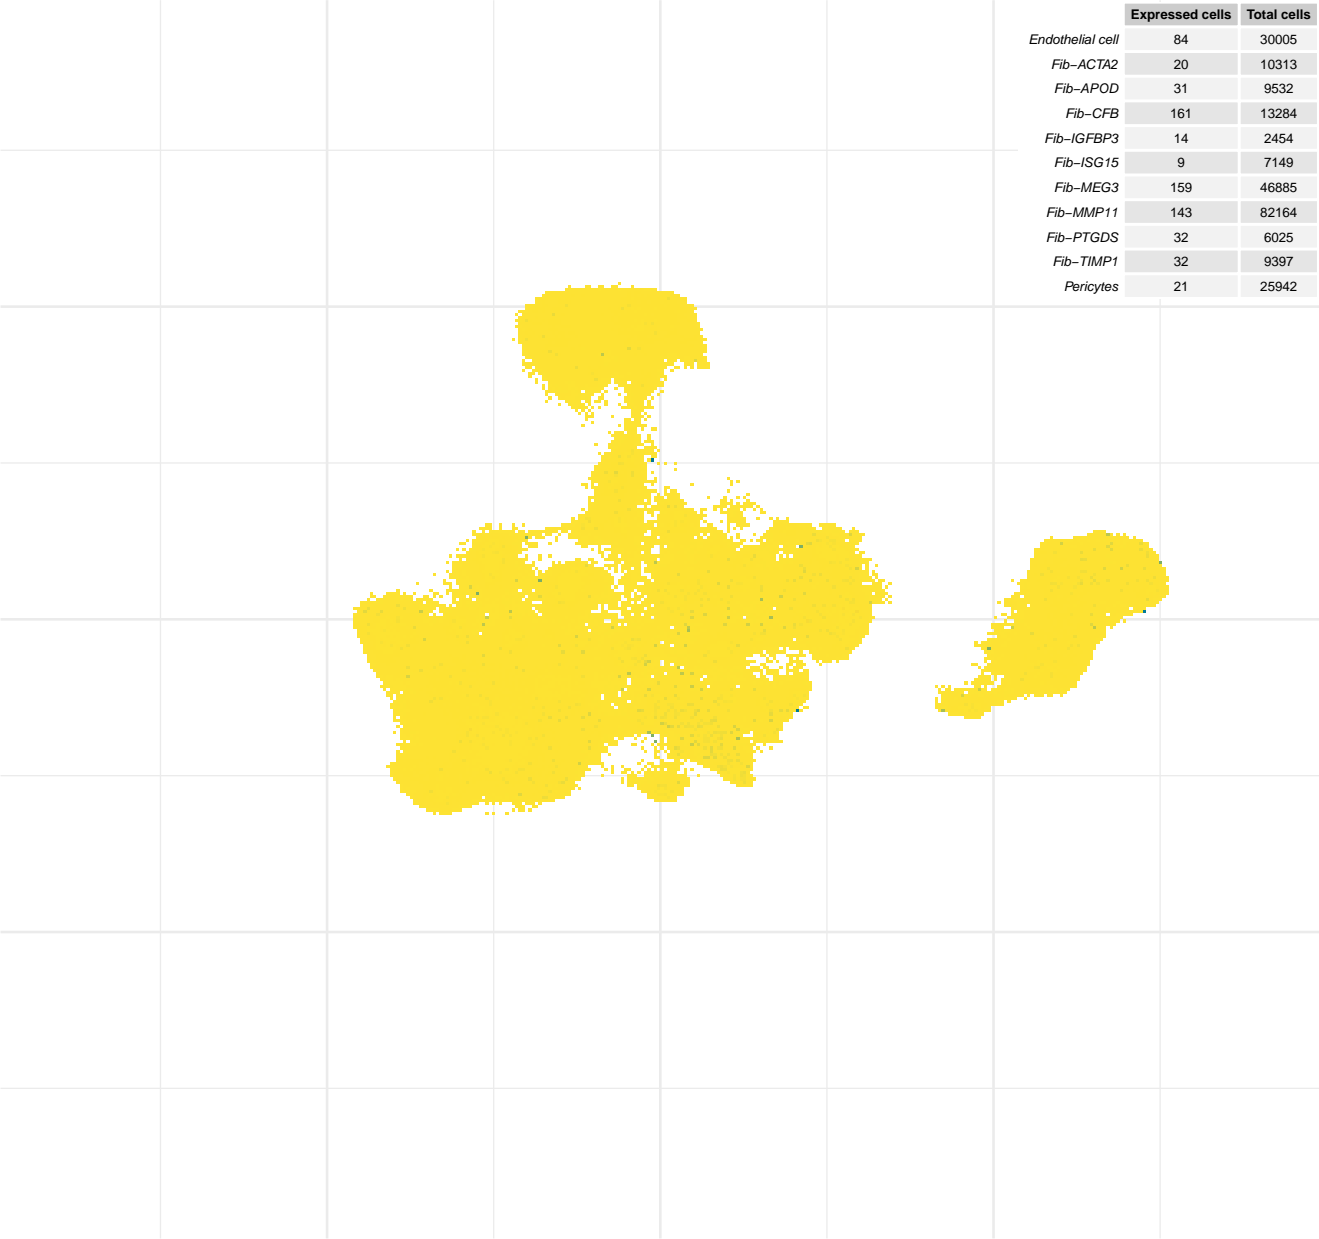 Expressed cells Total cells
Endothelial cell 84 30005
Fib−ACTA2 20 10313
Fib−APOD 31 9532
Fib−CFB 161 13284
Fib−IGFBP3 14 2454
Fib−ISG15 9 7149
Fib−MEG3 159 46885
Fib−MMP11 143 82164
Fib−PTGDS 32 6025
Fib−TIMP1 32 9397
Pericytes 21 25942